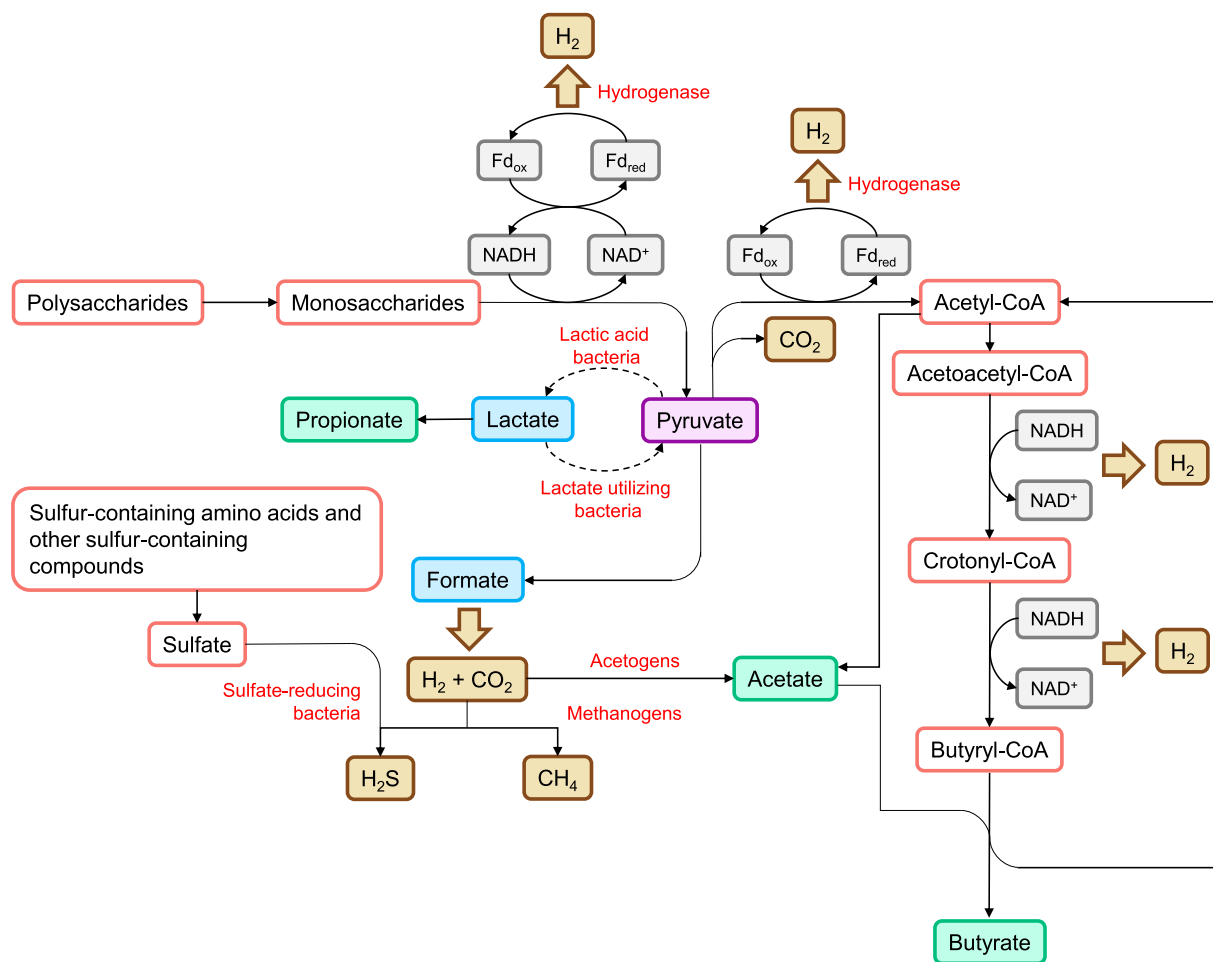 H₂
Hydrogenase
Fdₒₓ
Fd_red
H₂
Hydrogenase
NADH
NAD⁺
Fdₒₓ
Fd_red
Polysaccharides
Monosaccharides
Acetyl-CoA
Lactic acid
bacteria
CO₂
Acetoacetyl-CoA
Propionate
Lactate
Pyruvate
NADH
H₂
NAD⁺
Lactate utilizing
bacteria
Sulfur-containing amino acids and
other sulfur-containing
compounds
Formate
Crotonyl-CoA
NADH
H₂
NAD⁺
Sulfate
H₂ + CO₂
Acetogens
Acetate
Sulfate-reducing
bacteria
Methanogens
Butyryl-CoA
H₂S
CH₄
Butyrate